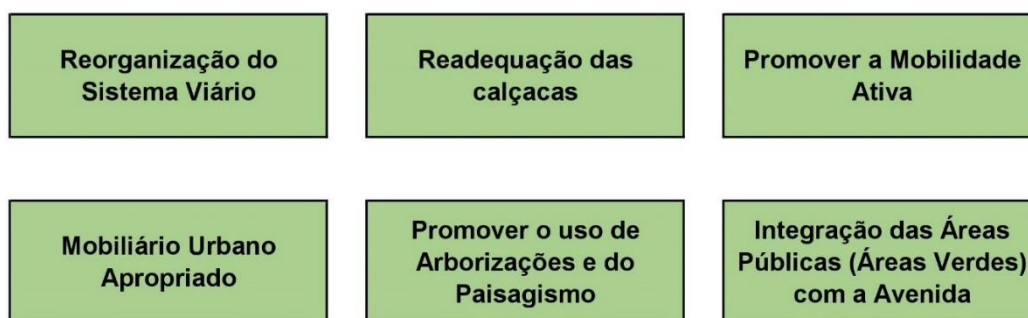 Reorganização do
Sistema Viário
Readequação das
calçacas
Promover a Mobilidade
Ativa
Mobiliário Urbano
Apropriado
Promover o uso de
Arborizações e do
Paisagismo
Integração das Áreas
Públicas (Áreas Verdes)
com a Avenida